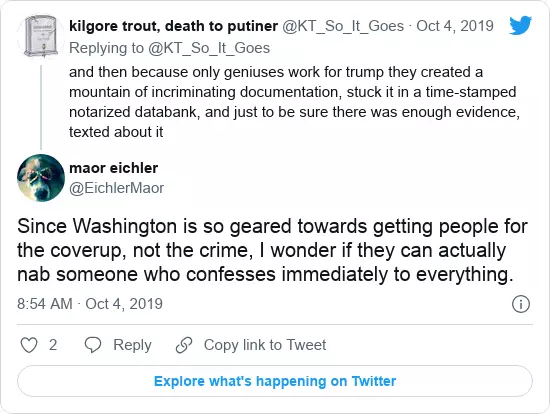 kilgore trout, death to putiner @KT_So_It_Goes · Oct 4, 2019
Replying to @KT_So_It_Goes
and then because only geniuses work for trump they created a
mountain of incriminating documentation, stuck it in a time-stamped
notarized databank, and just to be sure there was enough evidence,
texted about it
maor eichler
@EichlerMaor
Since Washington is so geared towards getting people for
the coverup, not the crime, I wonder if they can actually
nab someone who confesses immediately to everything.
8:54 AM · Oct 4, 2019
2 Reply Copy link to Tweet
Explore what's happening on Twitter